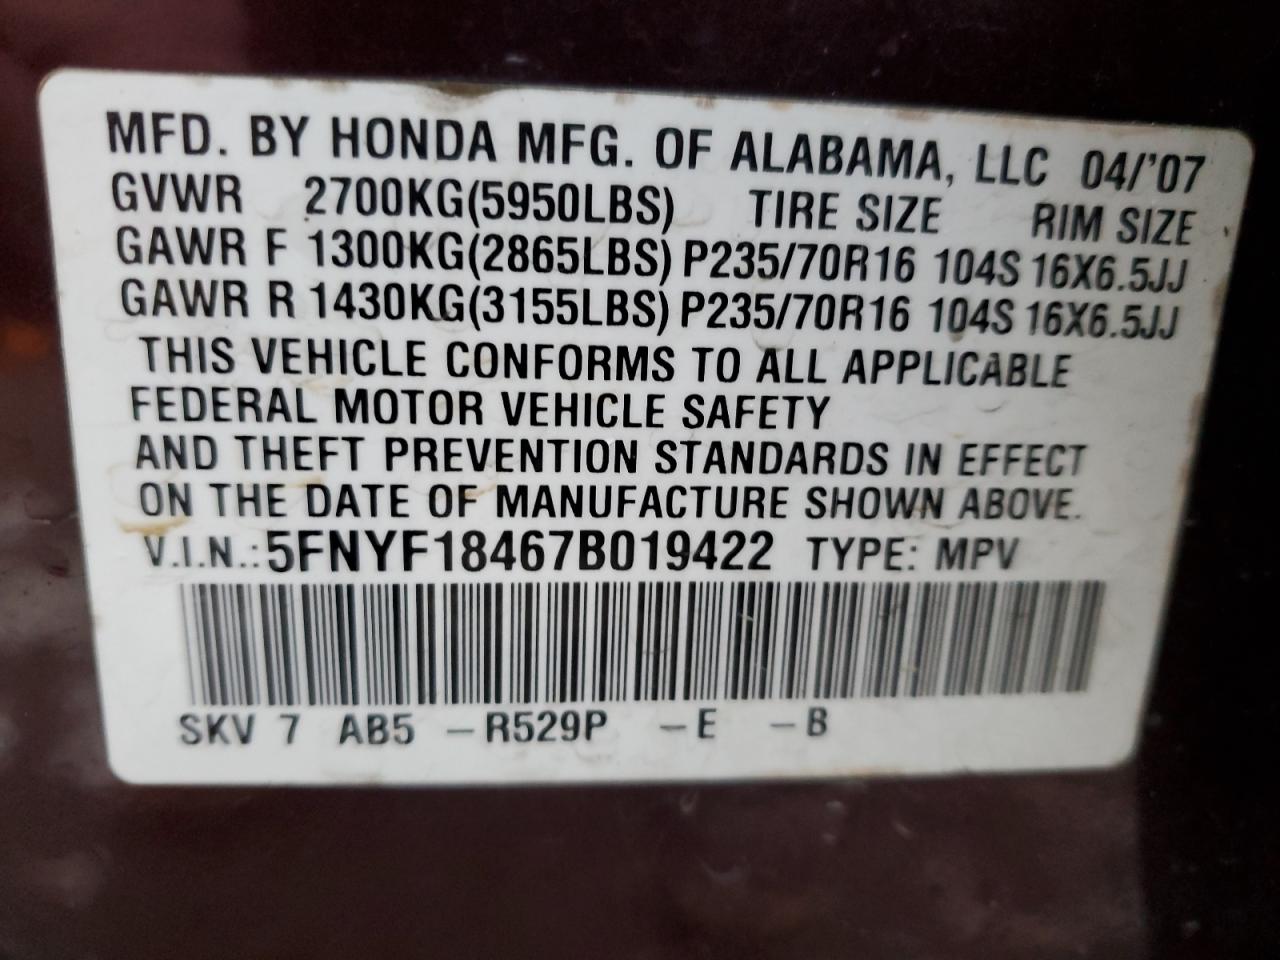 MFD. BY HONDA MFG. OF ALABAMA, LLC 04/'07
GVWR 2700KG(5950LBS) TIRE SIZE RIM SIZE
GAWR F 1300KG(2865LBS) P235/70R16 104S 16X6.5JJ
GAWR R 1430KG(3155LBS) P235/70R16 104S 16X6.5JJ
THIS VEHICLE CONFORMS TO ALL APPLICABLE
FEDERAL MOTOR VEHICLE SAFETY
AND THEFT PREVENTION STANDARDS IN EFFECT
ON THE DATE OF MANUFACTURE SHOWN ABOVE.
V.I.N.: 5FNYF18467B019422 TYPE: MPV
SKV 7 AB5 –R529P –E –B